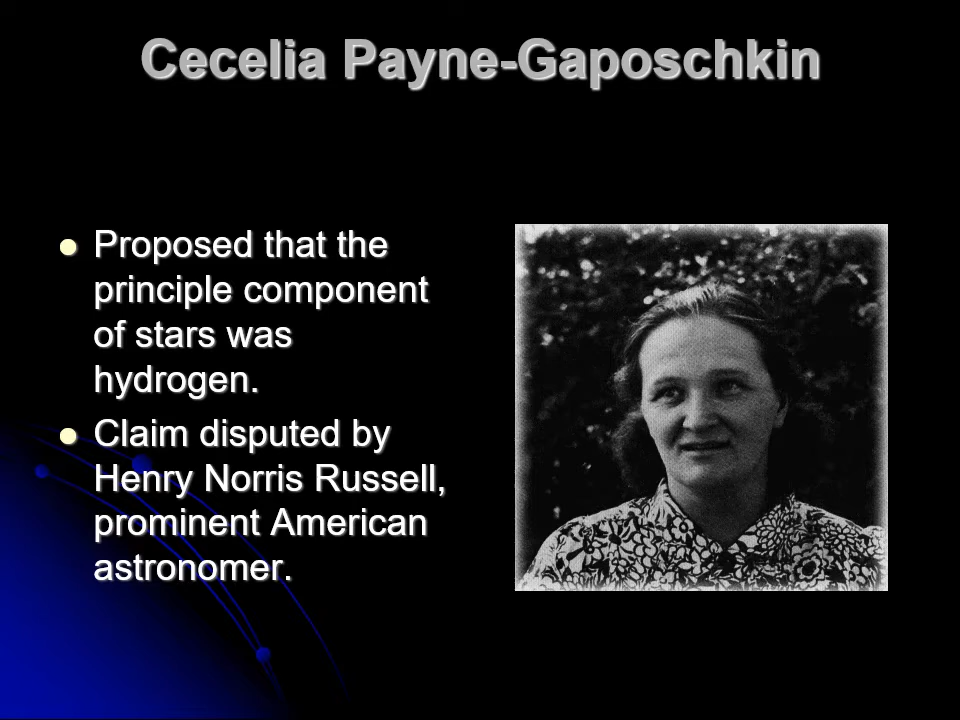 Cecelia Payne-Gaposchkin
Proposed that the
principle component
of stars was
hydrogen.
Claim disputed by
Henry Norris Russell,
prominent American
astronomer.